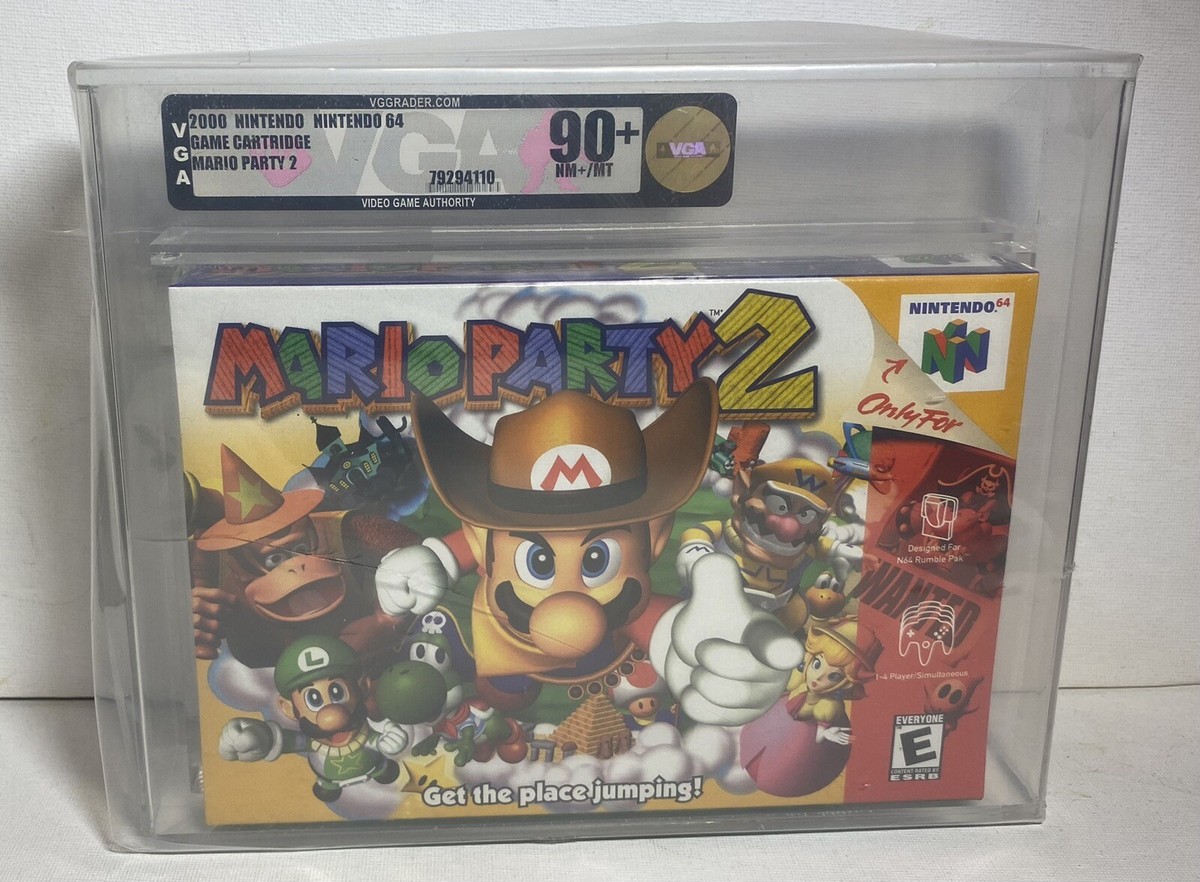 VGGRADER.COM
VGA
2000 NINTENDO NINTENDO 64
GAME CARTRIDGE
MARIO PARTY 2
79294110
90+
NM+/MT
VGA
VGA
VIDEO GAME AUTHORITY
MARIO PARTY 2
TM
NINTENDO 64
Only For
M
W
L
Designed For
N64 Rumble Pak
WANTED
1-4 Player/Simultaneous
EVERYONE
E
CONTENT RATED BY
ESRB
Get the place jumping!